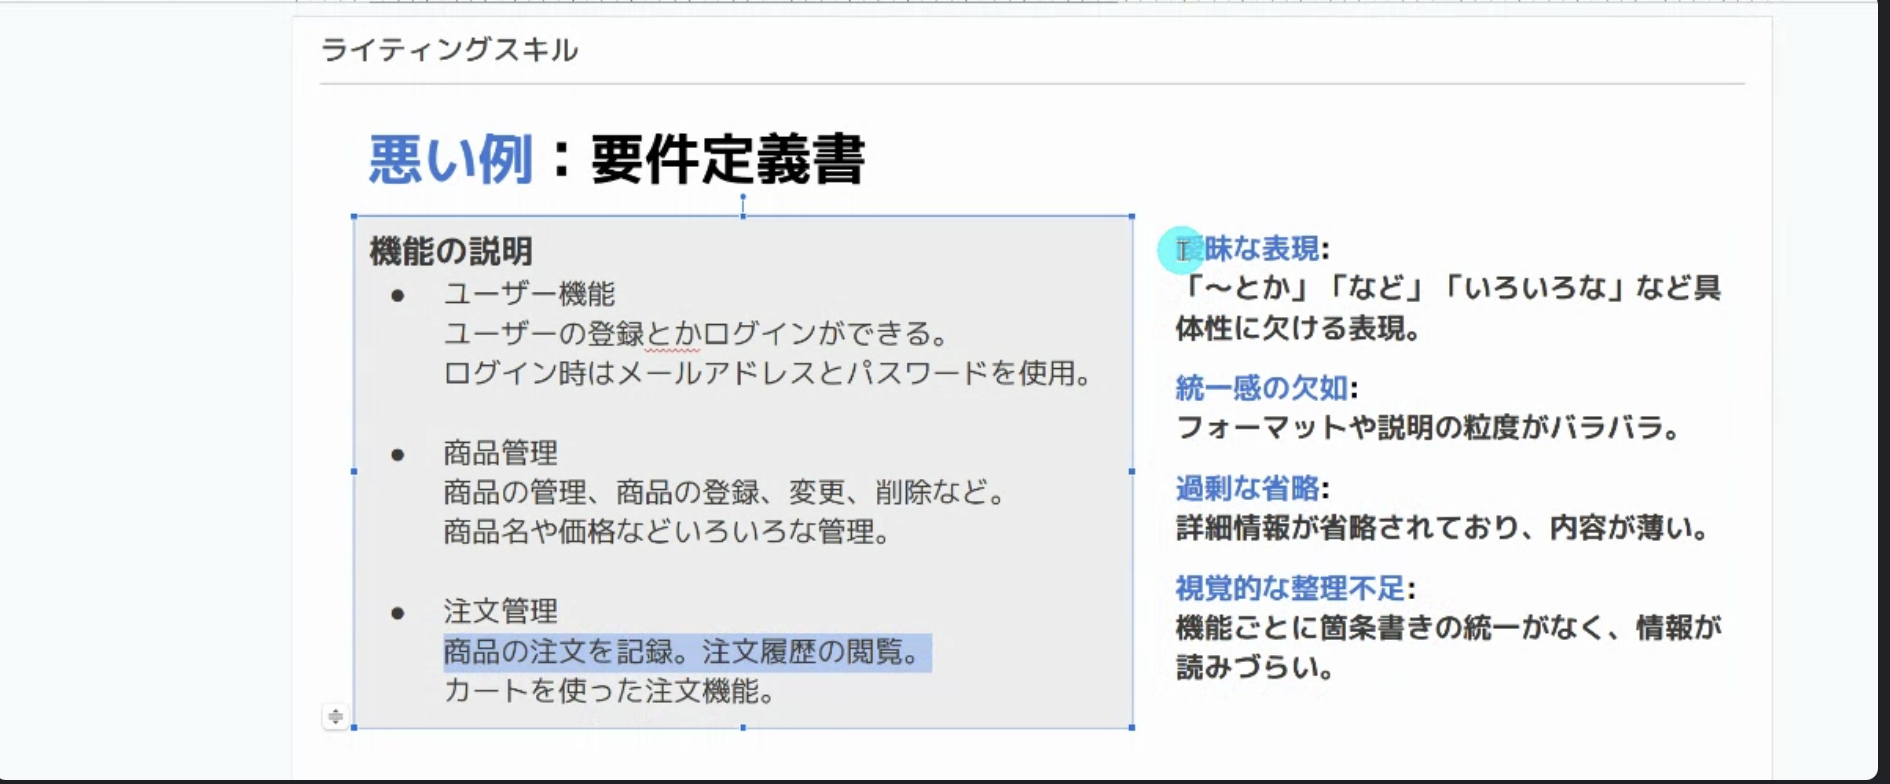 ライティングスキル
悪い例：要件定義書
機能の説明
● ユーザー機能
ユーザーの登録とかログインができる。
ログイン時はメールアドレスとパスワードを使用。
● 商品管理
商品の管理、商品の登録、変更、削除など。
商品名や価格などいろいろな管理。
● 注文管理
商品の注文を記録。注文履歴の閲覧。
カートを使った注文機能。
曖昧な表現:
「〜とか」「など」「いろいろな」など具
体性に欠ける表現。
統一感の欠如:
フォーマットや説明の粒度がバラバラ。
過剰な省略:
詳細情報が省略されており、内容が薄い。
視覚的な整理不足:
機能ごとに箇条書きの統一がなく、情報が
読みづらい。